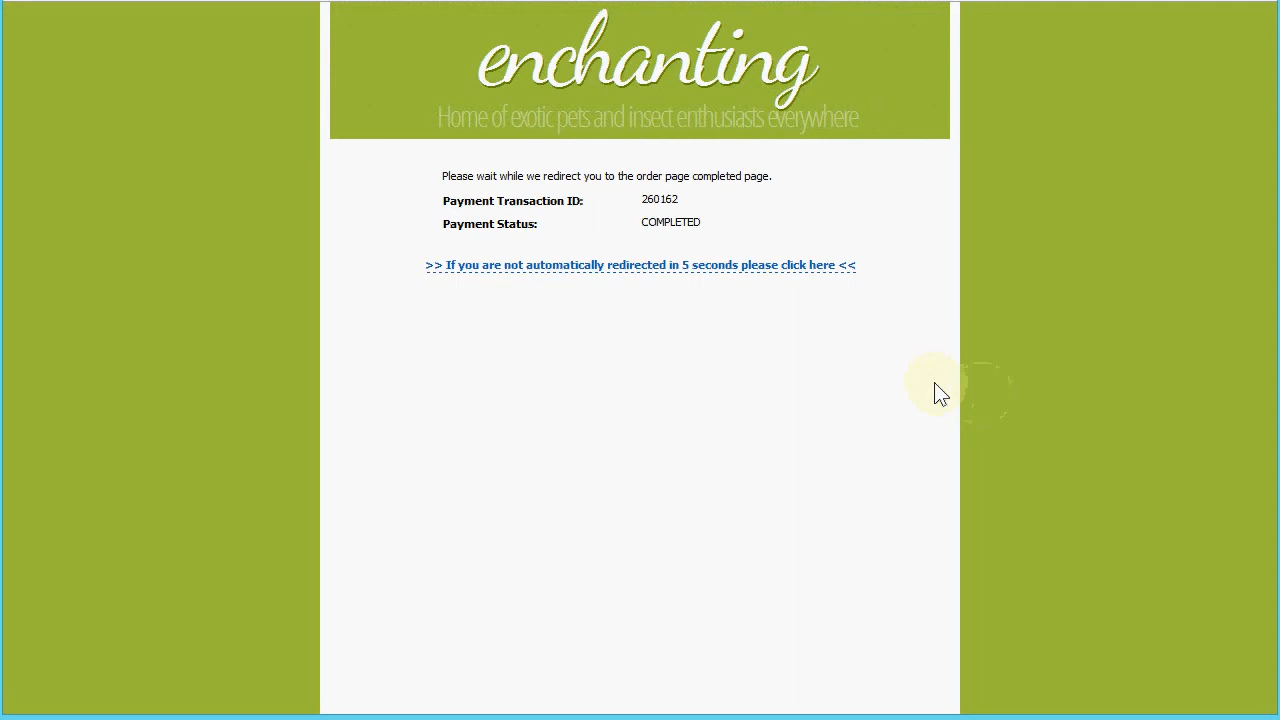 enchanting
Home of exotic pets and insect enthusiasts everywhere
Please wait while we redirect you to the order page completed page.
Payment Transaction ID: 260162
Payment Status: COMPLETED
>> If you are not automatically redirected in 5 seconds please click here <<